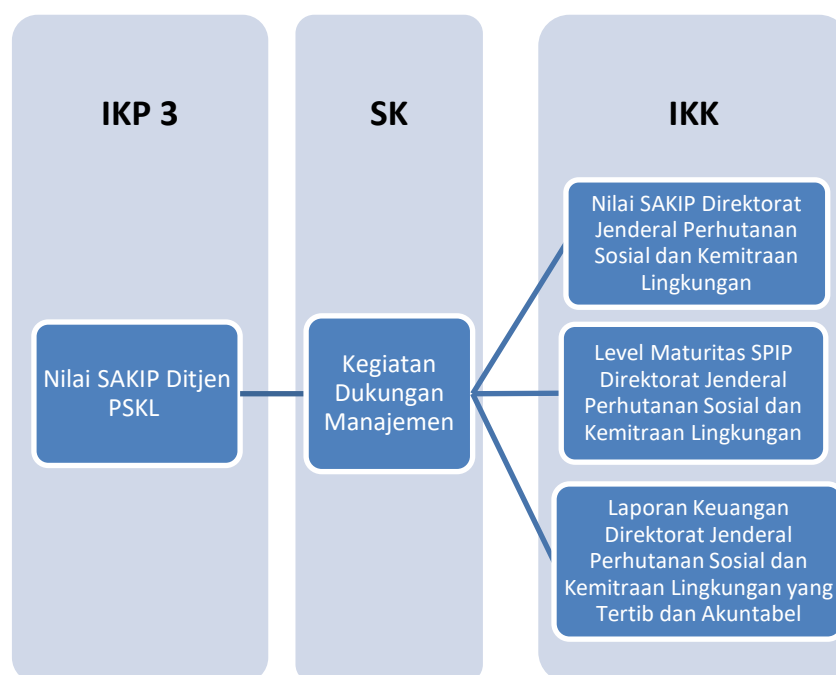 IKP 3
SK
IKK
Nilai SAKIP Ditjen
PSKL
Kegiatan
Dukungan
Manajemen
Nilai SAKIP Direktorat
Jenderal Perhutanan
Sosial dan Kemitraan
Lingkungan
Level Maturitas SPIP
Direktorat Jenderal
Perhutanan Sosial dan
Kemitraan Lingkungan
Laporan Keuangan
Direktorat Jenderal
Perhutanan Sosial dan
Kemitraan Lingkungan yang
Tertib dan Akuntabel